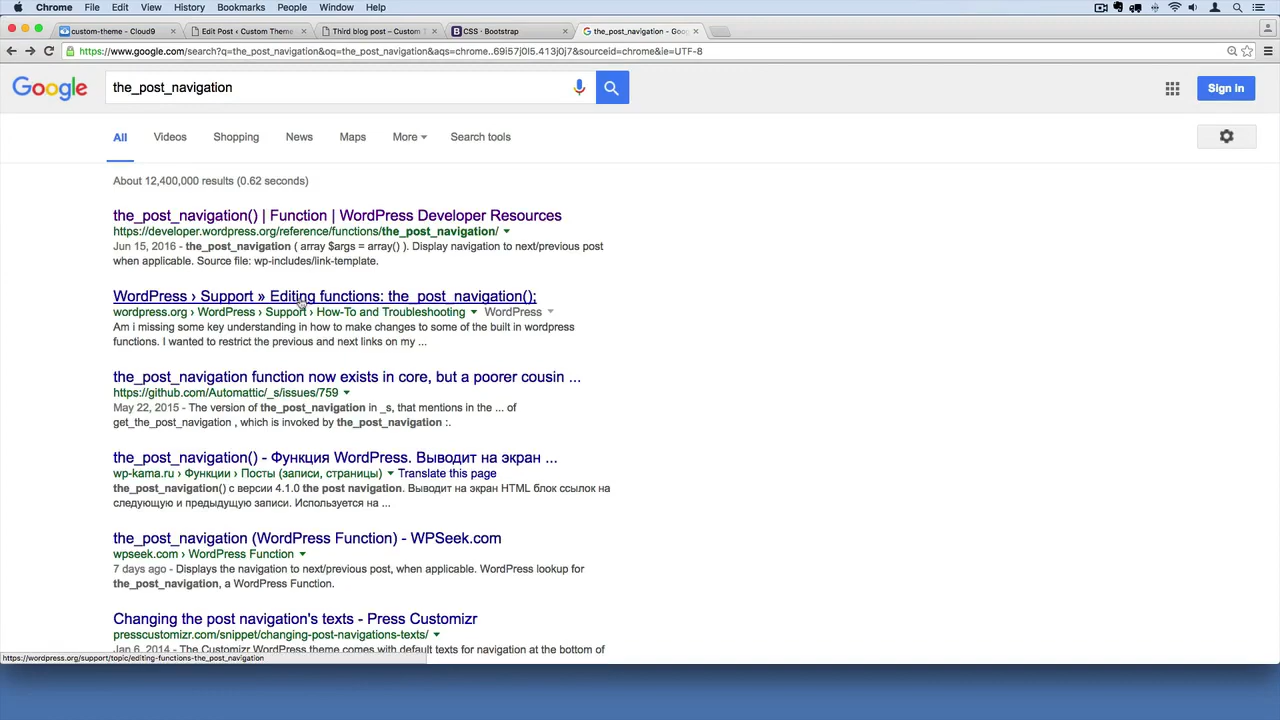 Chrome File Edit View History Bookmarks People Window Help
custom-theme - Cloud9 Edit Post ‹ Custom Theme Third blog post – Custom CSS · Bootstrap the_post_navigation - Goo
https://www.google.com/search?q=the_post_navigation&oq=the_post_navigation&aqs=chrome..69i57j0l5.413j0j7&sourceid=chrome&ie=UTF-8
Google the_post_navigation Sign in
All Videos Shopping News Maps More Search tools
About 12,400,000 results (0.62 seconds)
the_post_navigation() | Function | WordPress Developer Resources
https://developer.wordpress.org/reference/functions/the_post_navigation/
Jun 15, 2016 - the_post_navigation ( array $args = array() ). Display navigation to next/previous post
when applicable. Source file: wp-includes/link-template.
WordPress › Support » Editing functions: the_post_navigation();
wordpress.org › WordPress › Support › How-To and Troubleshooting WordPress
Am i missing some key understanding in how to make changes to some of the built in wordpress
functions. I wanted to restrict the previous and next links on my ...
the_post_navigation function now exists in core, but a poorer cousin ...
https://github.com/Automattic/_s/issues/759
May 22, 2015 - The version of the_post_navigation in _s, that mentions in the ... of
get_the_post_navigation , which is invoked by the_post_navigation :.
the_post_navigation() - Функция WordPress. Выводит на экран ...
wp-kama.ru › Функции › Посты (записи, страницы) Translate this page
the_post_navigation() с версии 4.1.0 the post navigation. Выводит на экран HTML блок ссылок на
следующую и предыдущую записи. Используется на ...
the_post_navigation (WordPress Function) - WPSeek.com
wpseek.com › WordPress Function
7 days ago - Displays the navigation to next/previous post, when applicable. WordPress lookup for
the_post_navigation, a WordPress Function.
Changing the post navigation's texts - Press Customizr
presscustomizr.com/snippet/changing-post-navigations-texts/
Jan 6, 2014 - The Customizr WordPress theme comes with default texts for navigation at the bottom of
https://wordpress.org/support/topic/editing-functions-the_post_navigation